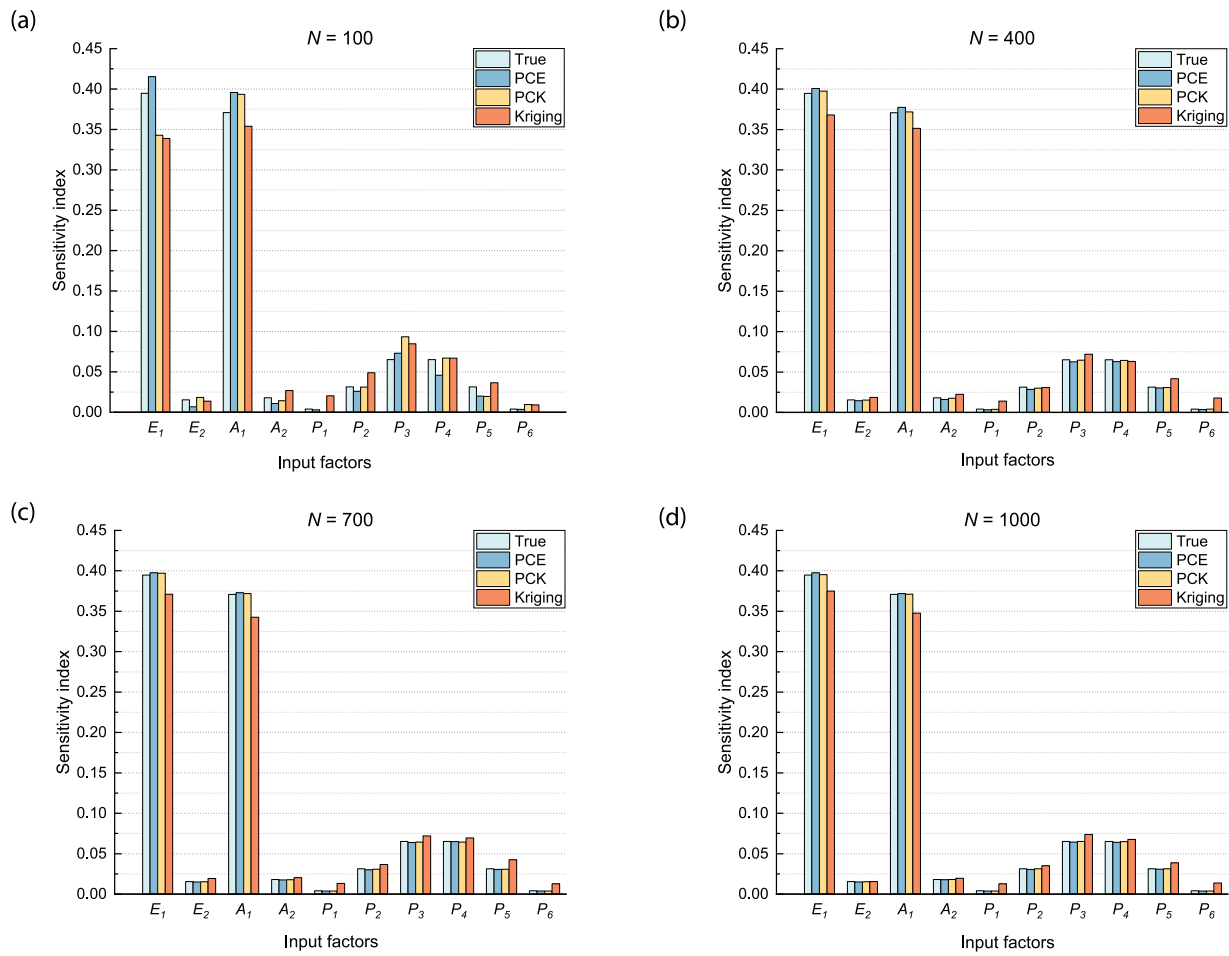 (a)
N = 100
True
PCE
PCK
Kriging
0.45
0.40
0.35
0.30
0.25
0.20
0.15
0.10
0.05
0.00
Sensitivity index
E1 E2 A1 A2 P1 P2 P3 P4 P5 P6
Input factors
(b)
N = 400
True
PCE
PCK
Kriging
0.45
0.40
0.35
0.30
0.25
0.20
0.15
0.10
0.05
0.00
Sensitivity index
E1 E2 A1 A2 P1 P2 P3 P4 P5 P6
Input factors
(c)
N = 700
True
PCE
PCK
Kriging
0.45
0.40
0.35
0.30
0.25
0.20
0.15
0.10
0.05
0.00
Sensitivity index
E1 E2 A1 A2 P1 P2 P3 P4 P5 P6
Input factors
(d)
N = 1000
True
PCE
PCK
Kriging
0.45
0.40
0.35
0.30
0.25
0.20
0.15
0.10
0.05
0.00
Sensitivity index
E1 E2 A1 A2 P1 P2 P3 P4 P5 P6
Input factors